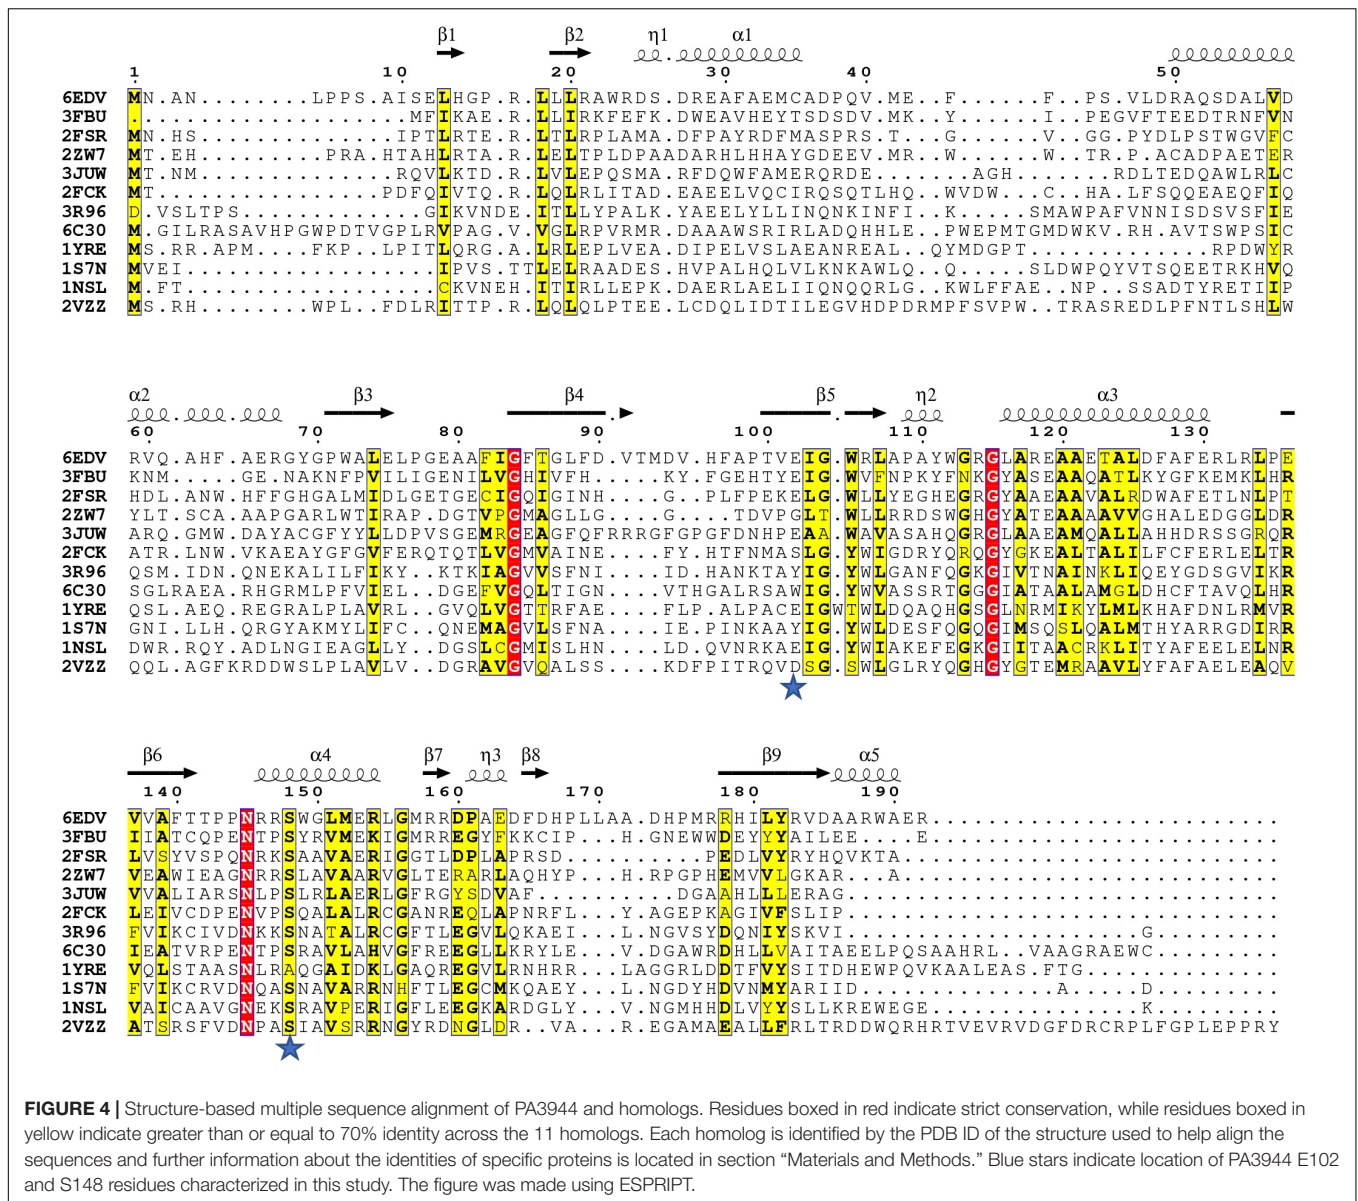 β1 β2 η1 α1
1 10 20 30 40 50
6EDV MN.AN........LPPS.AISELHGP.R.LLLRAWRDS.DREAFAEMCADPQV.ME..F......F..PS.VLDRAQSDALVD
3FBU .....................MFIKAE.R.LLIRKFEFK.DWEAVHEYTSDSDV.MK..Y......I..PEGVFTEEDTRNFVN
2FSR MN.HS..............IPTLRTE.R.LTLRPLAMA.DFPAYRDFMASPRS.T...G......V..GG.PYDLPSTWGVFC
2ZW7 MT.EH.........PRA.HTAHLRTA.R.LELTPLDPAADARHLHHAYGDEEV.MR..W......W..TR.P.ACADPAETER
3JUW MT.NM..............RQVLKTD.R.LVLEPQSMA.RFDQWFAMERQRDE.....AGH......RDLTEDQAWLRLC
2FCK MT................PDFQIVTQ.R.LQLRLITAD.EAEELVQCIRSQSTLHQ..WVDW..C..HA.LFSQQEAEQFIQ
3R96 D.VSLTPS.............GIKVNDE.ITLLYPALK.YAEELYLLINQNKINFI..K......SMAWPAFVNNISDSVSFIE
6C30 M.GILRASAVHPGWPDTVGPLRVPAG.V.VGLRPVRMR.DAAAWSRIRLADQHHLE..PWEPMTGMDWKV.RH.AVTSWPSIC
1YRE MS.RR.APM....FKP..LPITLQRG.A.LRLEPLVEA.DIPELVSLAEANREAL..QYMDGPT............RPDWYR
1S7N MVEI..................IPVS.TTLELRAADES.HVPALHQLVLKNKAWLQ..Q......SLDWPQYVTSQEETRKHVQ
1NSL M.FT..................CKVNEH.ITIRLLEPK.DAERLAELIIQNQQRLG..KWLFFAE..NP..SSADTYRETIIP
2VZZ MS.RH........WPL..FDLRITTP.R.LQLQLPTEE.LCDQLIDTILEGVHDPDRMPFSVPW..TRASREDLPFNTLSHLW
α2 β3 β4 β5 η2 α3
60 70 80 90 100 110 120 130
6EDV RVQ.AHF.AERGYGPWALELPGEAAFIGFTGLFD.VTMDV.HFAPTVEIG.WRLAPAYWGRGLAREAAETALDFAFERLRLPE
3FBU KNM.....GE.NAKNFPVILIGENILVGHIVFH....KY.FGEHTYEIG.WVFNPKYFNKGYASEAAQATLKYGFKEMKLHR
2FSR HDL.ANW.HFFGHGALMIDLGETGECIGQIGINH....G.PLFPEKELG.WLLYEGHEGRGYAAEAAVALRDWAFETLNLPT
2ZW7 YLT.SCA.AAPGARLWTIRAP.DGTVPGMAGLLG....G....TDVPGLT.WLLRRDSWGHGYATEAAAAVVGHALEDGGLDR
3JUW ARQ.GMW.DAYACGFYYLLDPVSGEMRGEAGFQFRRRGFGPGFDNHPEAA.WAVASAHQGRGLAAEAMQALLAHHDRSSGRQR
2FCK ATR.LNW.VKAEAYGFGVFERQTQTLVGMVAINE....FY.HTFNMASLG.YWIGDRYQRQGYGKEALTALILFCFERLELTR
3R96 QSM.IDN.QNEKALILFIKY..KTKIAGVVSFNI....ID.HANKTAYIG.YWLGANFQGKGIVTNAINKLIQEYGDSGVIKR
6C30 SGLRAEA.RHGRMLPFVIEL..DGEFVGQLTIGN....VTHGALRSAWIG.YWVASSRTGGGIATAALAMGLDHCFTAVQLHR
1YRE QSL.AEQ.REGRALPLAVRL..GVQLVGTTRFAE....FLP.ALPACEIGWTWLDQAQHGSGLNRMIKYLMLKHAFDNLRMVR
1S7N GNI.LLH.QRGYAKMYLIFC..QNEMAGVLSFNA....IE.PINKAAYIG.YWLDESFQGQGIMSQSLQALMTHYARRGDIRR
1NSL DWR.RQY.ADLNGIEAGLLY..DGSLCGMISLHN....LD.QVNRKAEIG.YWIAKEFEGKGIITAACRKLITYAFEELELNR
2VZZ QQL.AGFKRDDWSLPLAVLV..DGRAVGVQALSS....KDFPITRQVDSG.SWLGLRYQGHGYGTEMRAAVLYFAFAELEAQV
β6 α4 β7 η3 β8 β9 α5
140 150 160 170 180 190
6EDV VVAFTTPPNRRSWGLMERLGMRRDPAEDFDHPLLAA.DHPMRRHILYRVDAARWAER.........................
3FBU IIATCQPENTPSYRVMEKIGMRREGYFKKCIP...H.GNEWWDEYYYAILEE....E.........................
2FSR LVSYVSPQNRKSAAVAERIGGTLDPLAPRSD..........PEDLVYRYHQVKTA...........................
2ZW7 VEAWIEAGNRRSLAVAARVGLTERARLAQHYP...H.RPGPHEMVVLGKAR...A...........................
3JUW VVALIARSNLPSLRLAERLGFRGYSDVAF..........DGAAHLLLERAG...............................
2FCK LEIVCDPENVPSQALALRCGANREQLAPNRFL...Y.AGEPKAGIVFSLIP...............................
3R96 FVIKCIVDNKKSNATALRCGFTLEGVLQKAEI...L.NGVSYDQNIYSKVI.....................G.........
6C30 IEATVRPENTPSRAVLAHVGFREEGLLKRYLE...V.DGAWRDHLLVAITAEELPQSAAHRL..VAAGRAEWC.........
1YRE VQLSTAASNLRAQGAIDKLGAQREGVLRNHRR...LAGGRLDDTFVYSITDHEWPQVKAALEAS.FTG..............
1S7N FVIKCRVDNQASNAVARRNHFTLEGCMKQAEY...L.NGDYHDVNMYARIID............A.....D.........
1NSL VAICAAVGNEKSRAVPERIGFLEEGKARDGLY...V.NGMHHDLVYYSLLKREWEGE...............K.........
2VZZ ATSRSFVDNPASIAVSRRNGYRDNGLDR..VA...R.EGAMAEALLFRLTRDDWQRHRTVEVRVDGFDRCRPLFGPLEPPRY
FIGURE 4 | Structure-based multiple sequence alignment of PA3944 and homologs. Residues boxed in red indicate strict conservation, while residues boxed in
yellow indicate greater than or equal to 70% identity across the 11 homologs. Each homolog is identified by the PDB ID of the structure used to help align the
sequences and further information about the identities of specific proteins is located in section “Materials and Methods.” Blue stars indicate location of PA3944 E102
and S148 residues characterized in this study. The figure was made using ESPRIPT.